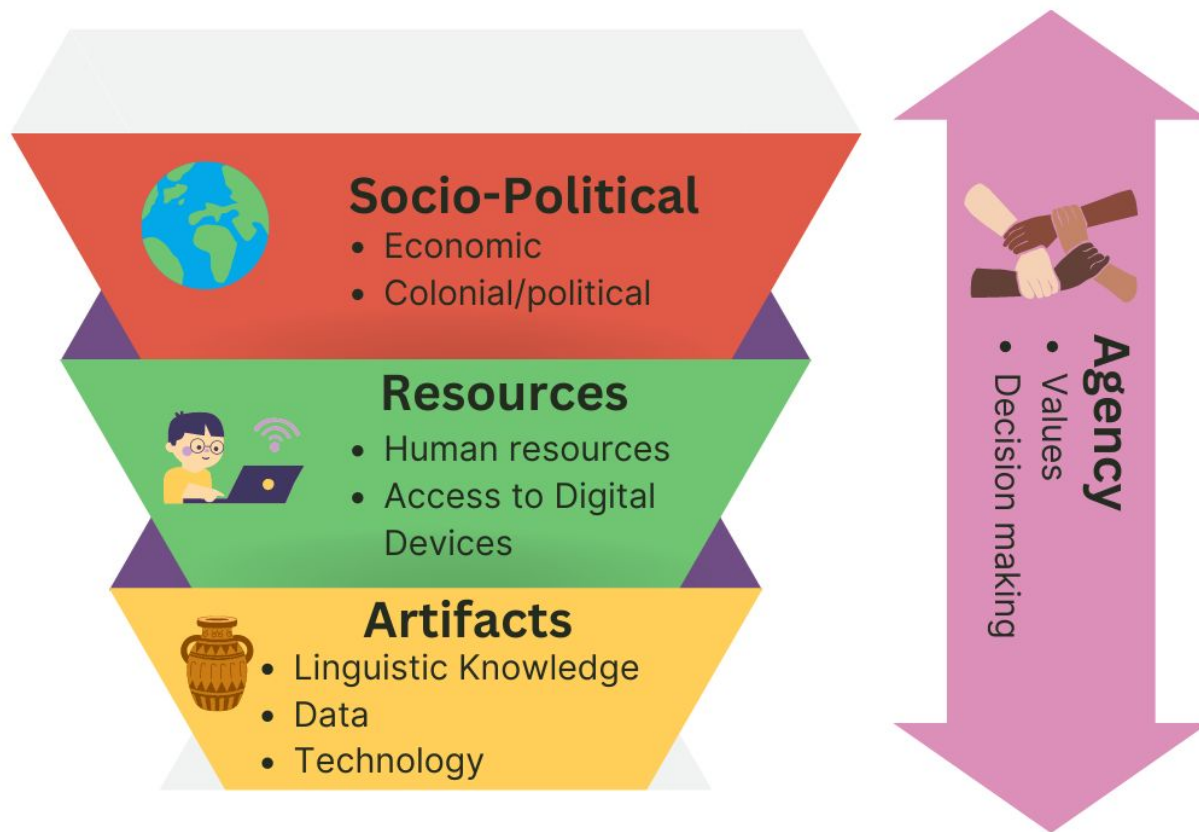 Socio-Political
• Economic
• Colonial/political
Resources
• Human resources
• Access to Digital
Devices
Artifacts
• Linguistic Knowledge
• Data
• Technology
Agency
• Values
• Decision making